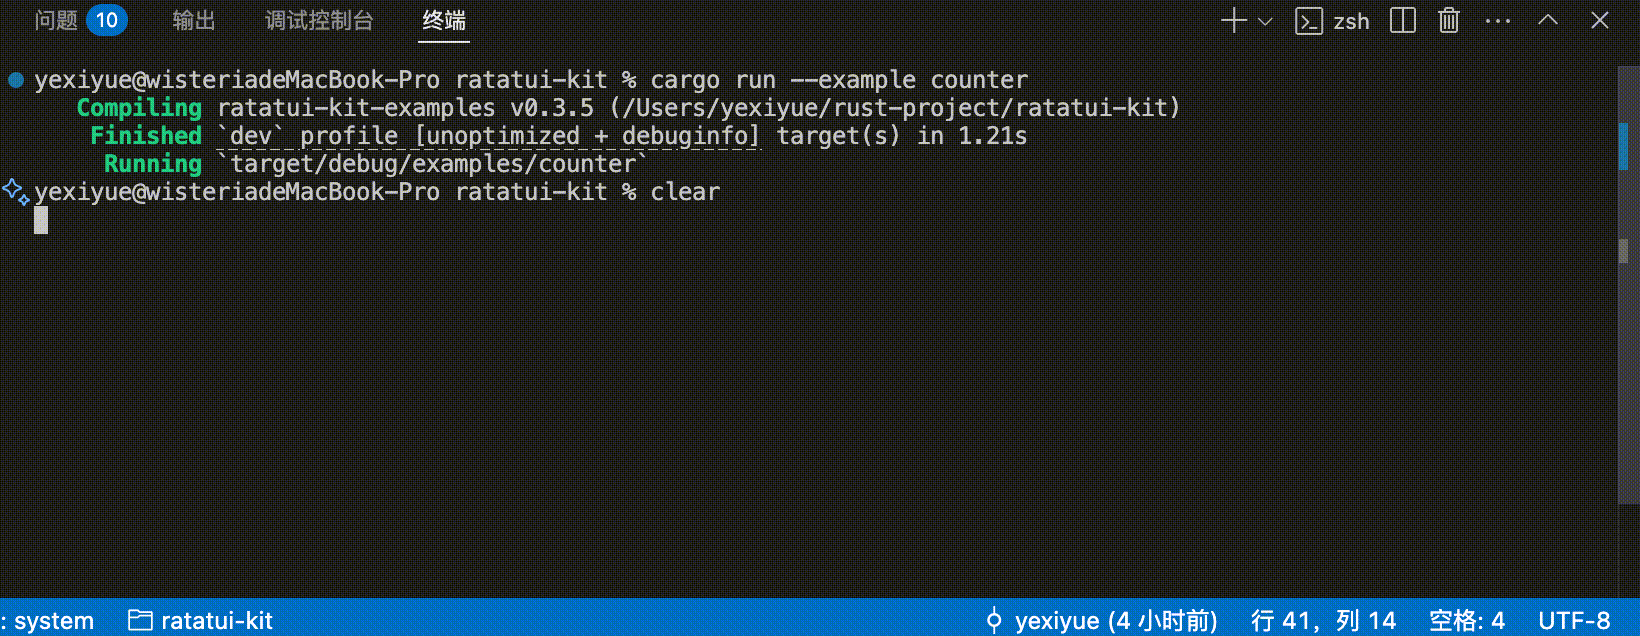 问题 10 输出 调试控制台 终端 zsh
yexiyue@wisteriadeMacBook-Pro ratatui-kit % cargo run --example counter
Compiling ratatui-kit-examples v0.3.5 (/Users/yexiyue/rust-project/ratatui-kit)
Finished `dev` profile [unoptimized + debuginfo] target(s) in 1.21s
Running `target/debug/examples/counter`
yexiyue@wisteriadeMacBook-Pro ratatui-kit % clear
: system ratatui-kit yexiyue (4 小时前) 行 41，列 14 空格: 4 UTF-8